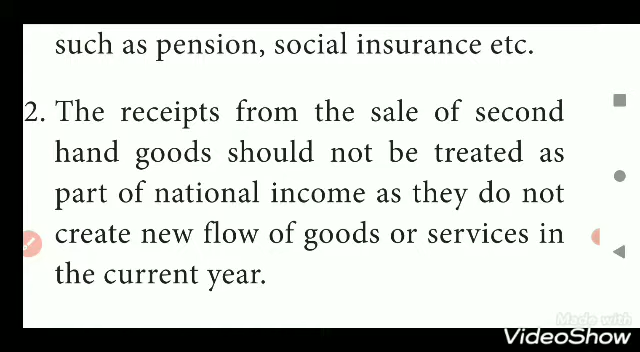 such as pension, social insurance etc.
2. The receipts from the sale of second
hand goods should not be treated as
part of national income as they do not
create new flow of goods or services in
the current year.
Made with
VideoShow